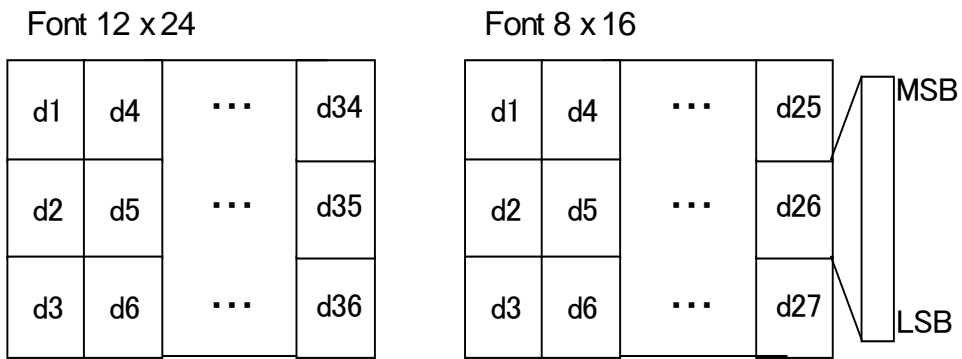 Font 12 x 24
Font 8 x 16
d1 d4 ··· d34
d2 d5 ··· d35
d3 d6 ··· d36
d1 d4 ··· d25
d2 d5 ··· d26
d3 d6 ··· d27
MSB
LSB